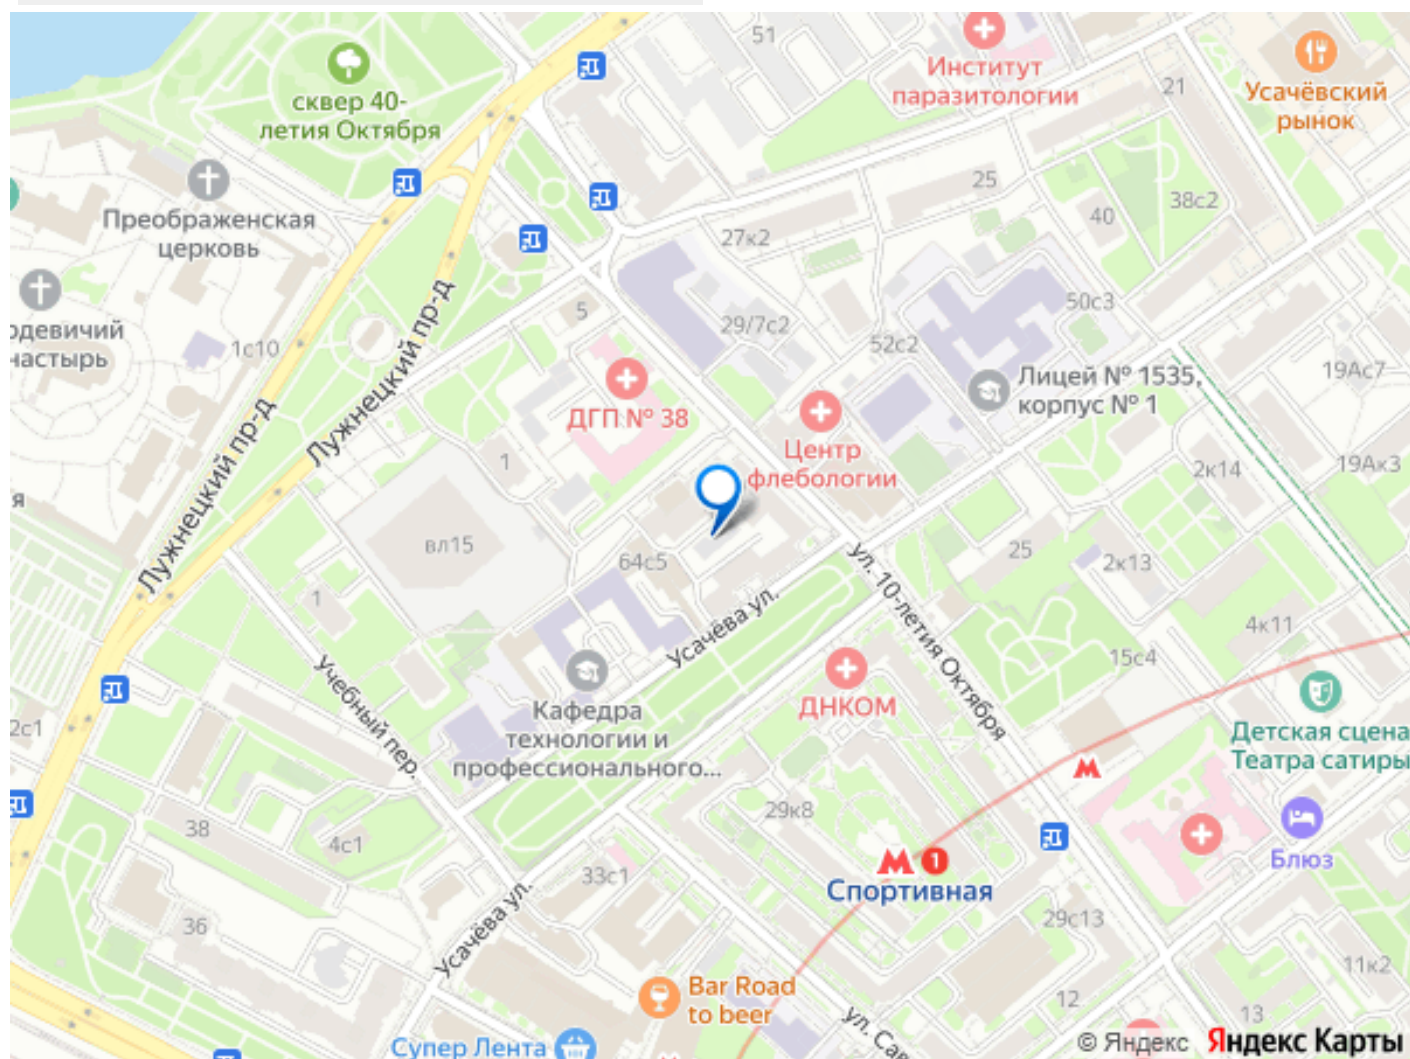 51
Институт
паразитологии
21
Усачёвский
рынок
сквер 40-
летия Октября
Преображенская
церковь
25
38с2
40
27к2
одевичий
настырь
1с10
5
29/7с2
50с3
52с2
19Ас7
Лужнецкий пр-д
Лужнецкий пр-д
ДГП № 38
Лицей № 1535,
корпус № 1
Центр
флебологии
1
2к14
19Ак3
я
вл15
64с5
25
2к13
1
Усачёва ул.
ул. 10-летия Октября
4к11
15с4
Учебный пер.
ДНКОМ
Кафедра
технологии и
профессионального...
2с1
Детская сцена
Театра сатиры
М
29к8
38
4с1
33с1
М 1
Спортивная
Блюз
36
Усачёва ул.
29с13
11к2
Bar Road
to beer
12
13
ул. Сав
Супер Лента
© Яндекс Яндекс Карты